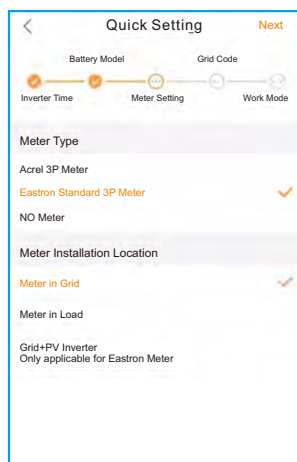 Quick Setting
Next
Battery Model
Grid Code
Inverter Time
Meter Setting
Work Mode
Meter Type
Acrel 3P Meter
Eastron Standard 3P Meter
NO Meter
Meter Installation Location
Meter in Grid
Meter in Load
Grid+PV Inverter
Only applicable for Eastron Meter